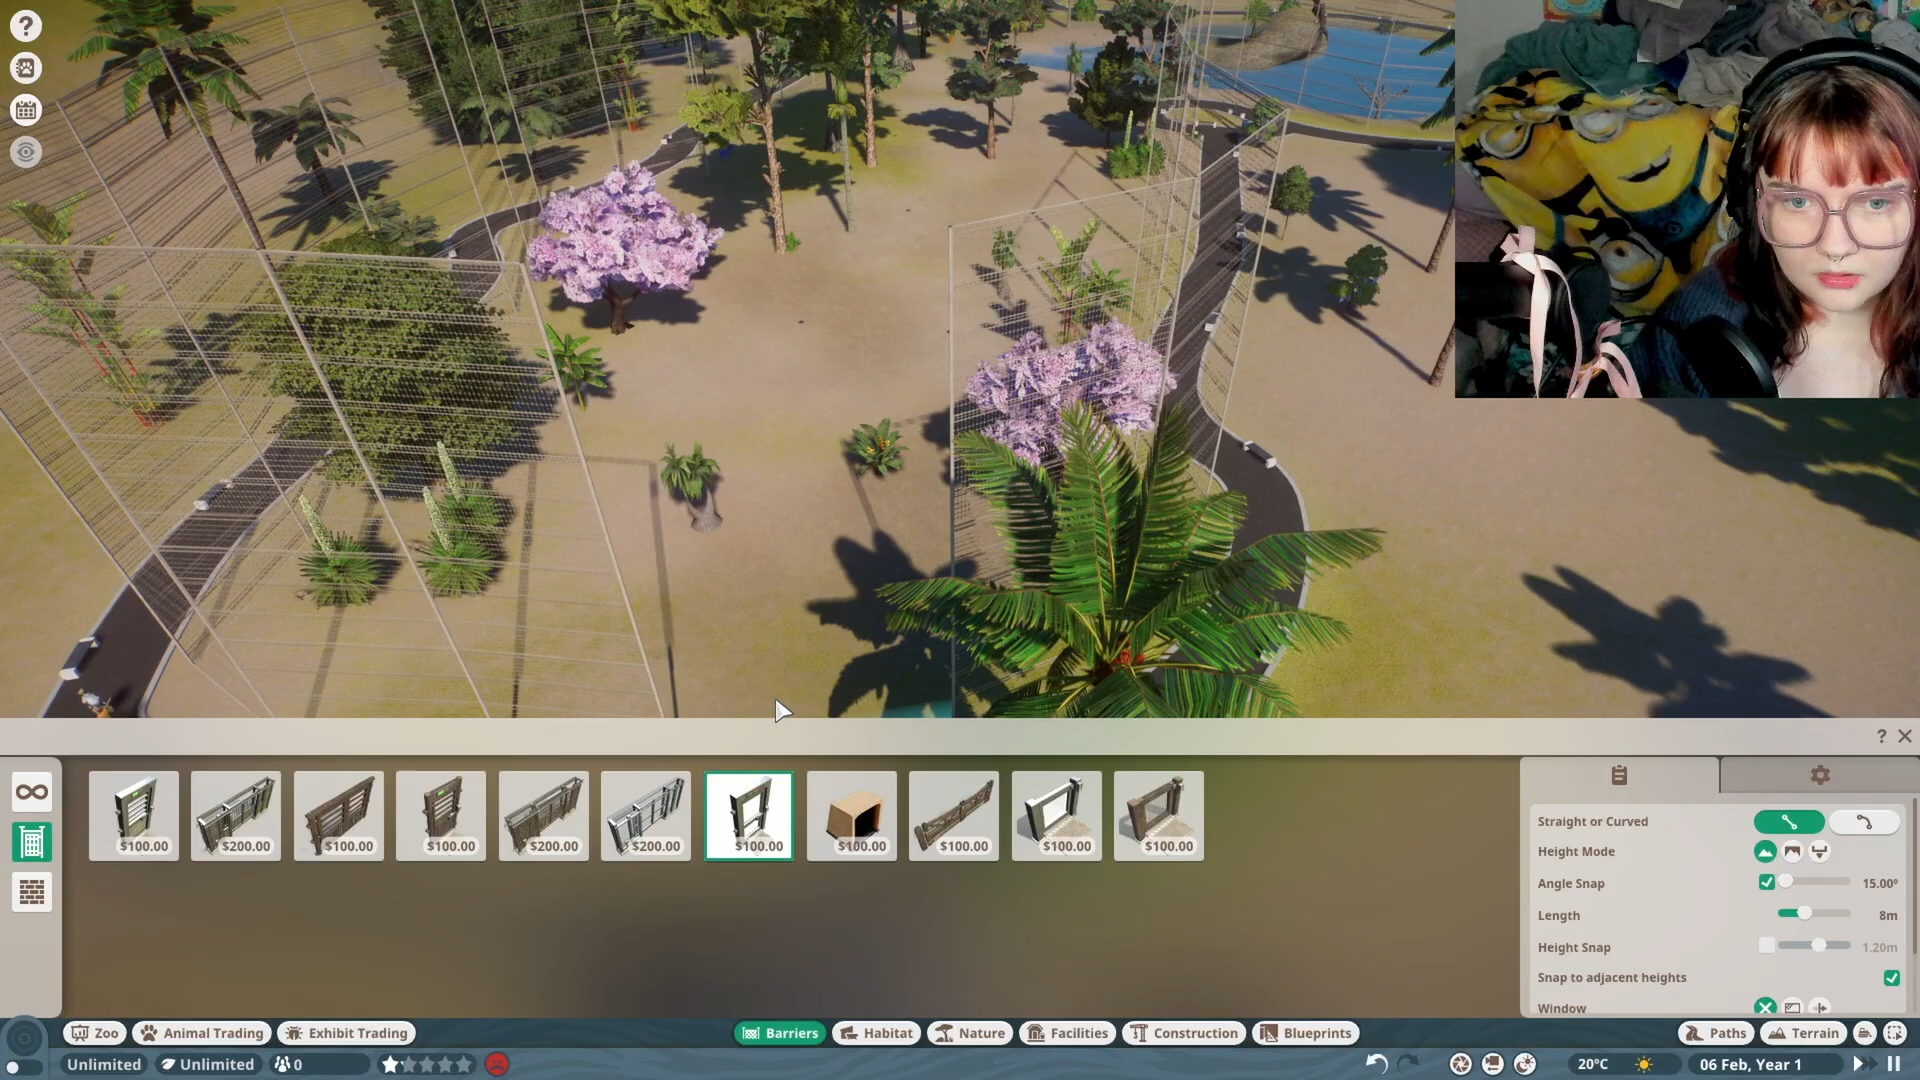 ?
? ×
$100.00 $200.00 $100.00 $100.00 $200.00 $200.00 $100.00 $100.00 $100.00 $100.00 $100.00
Straight or Curved
Height Mode
Angle Snap 15.00°
Length 8m
Height Snap 1.20m
Snap to adjacent heights
Window
Zoo Animal Trading Exhibit Trading Barriers Habitat Nature Facilities Construction Blueprints Paths Terrain
Unlimited Unlimited 0 20°C 06 Feb, Year 1